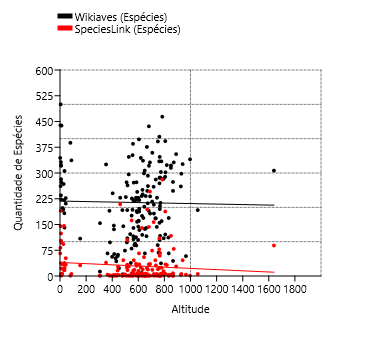 Wikiaves (Espécies)
SpeciesLink (Espécies)
600
525
450
375
300
225
150
75
0
Quantidade de Espécies
0 200 400 600 800 1000 1200 1400 1600 1800
Altitude